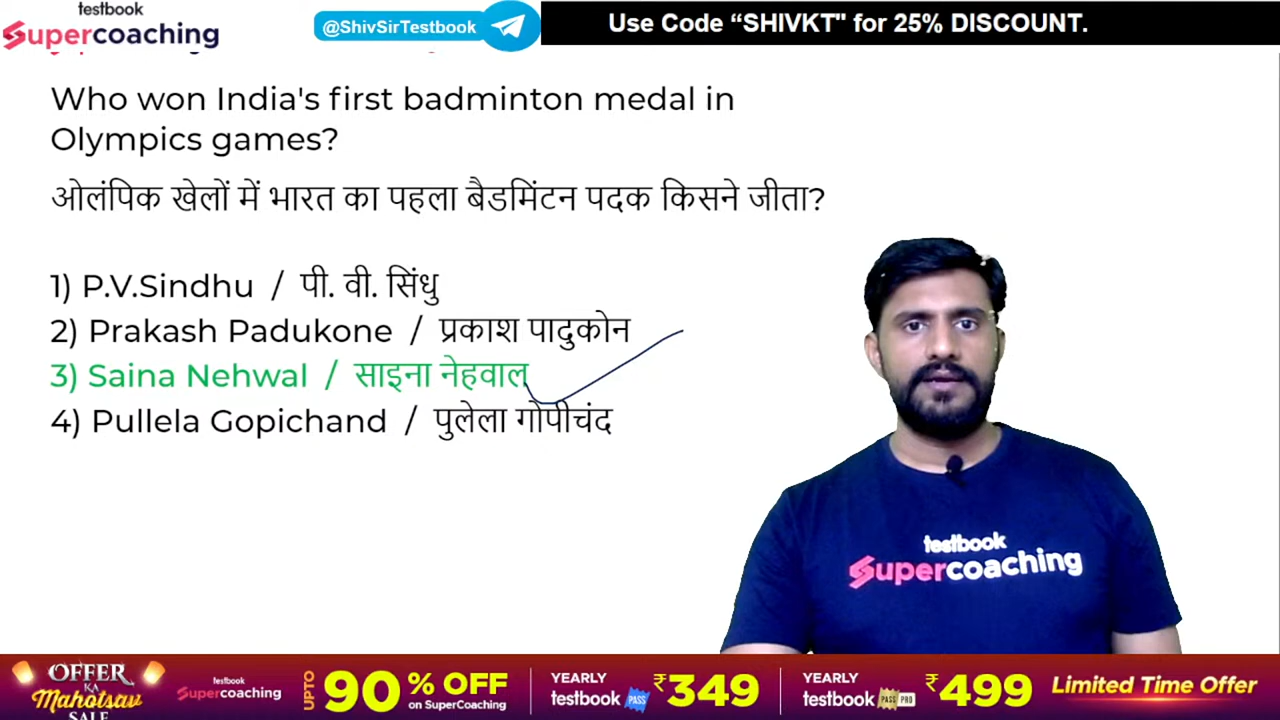 testbook
Supercoaching
@ShivSirTestbook
Use Code “SHIVKT" for 25% DISCOUNT.
Who won India's first badminton medal in
Olympics games?
ओलंपिक खेलों में भारत का पहला बैडमिंटन पदक किसने जीता?
1) P.V.Sindhu / पी. वी. सिंधु
2) Prakash Padukone / प्रकाश पादुकोन
3) Saina Nehwal / साइना नेहवाल
4) Pullela Gopichand / पुलेला गोपीचंद
testbook
Supercoaching
OFFER
KA
MAHOTSAV
SALE
testbook
Supercoaching
UPTO
90% OFF
on SuperCoaching
YEARLY
testbook PASS
₹349
YEARLY
testbook PASS PRO
₹499
Limited Time Offer